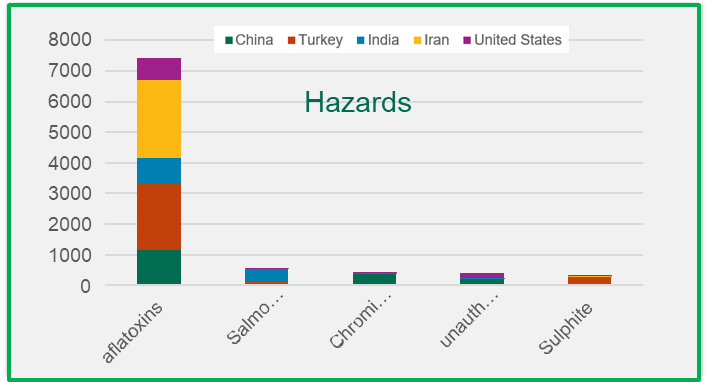 8000
China Turkey India Iran United States
7000
Hazards
6000
5000
4000
3000
2000
1000
0
aflatoxins
Salmo...
Chromi...
unauth...
Sulphite